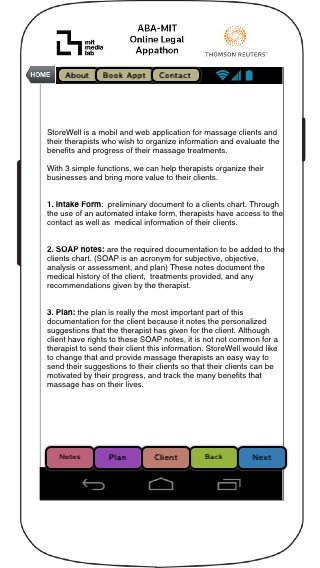 ABA-MIT
Online Legal
Appathon
mit
media
lab
THOMSON REUTERS
HOME
About
Book Appt
Contact
StoreWell is a mobil and web application for massage clients and
their therapists who wish to organize information and evaluate the
benefits and progress of their massage treatments.
With 3 simple functions, we can help therapists organize their
businesses and bring more value to their clients.
1. Intake Form: preliminary document to a clients chart. Through
the use of an automated intake form, therapists have access to the
contact as well as medical information of their clients.
2. SOAP notes: are the required documentation to be added to the
clients chart. (SOAP is an acronym for subjective, objective,
analysis or assessment, and plan) These notes document the
medical history of the client, treatments provided, and any
recommendations given by the therapist.
3. Plan: the plan is really the most important part of this
documentation for the client because it notes the personalized
suggestions that the therapist has given for the client. Although
client have rights to these SOAP notes, it is not not common for a
therapist to send their client this information. StoreWell would like
to change that and provide massage therapists an easy way to
send their suggestions to their clients so that their clients can be
motivated by their progress, and track the many benefits that
massage has on their lives.
Notes
Plan
Client
Back
Next